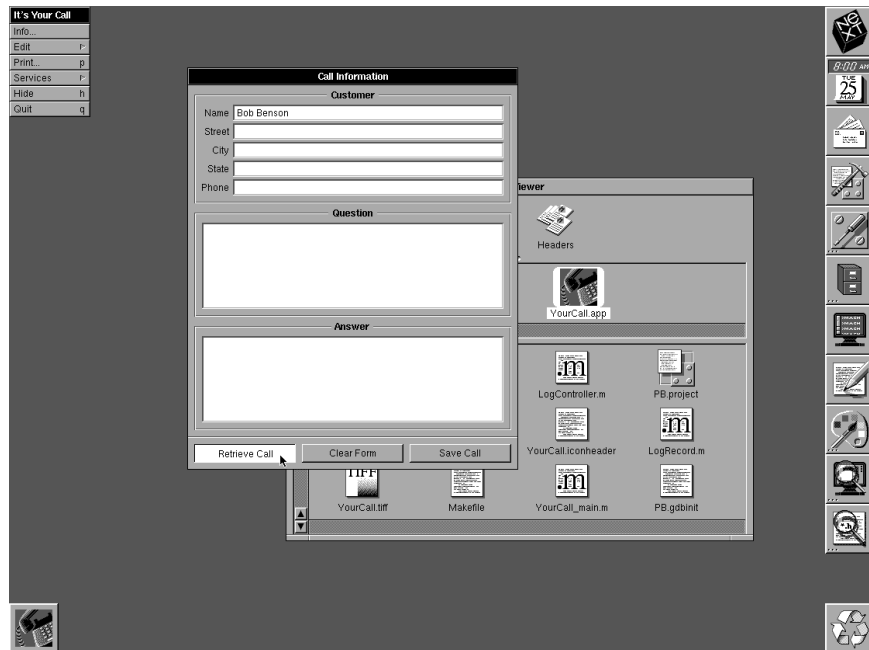 It's Your Call
Info...
Edit
Print... p
Services
Hide h
Quit q
Call Information
Customer
Name Bob Benson
Street
City
State
Phone
Question
Answer
Retrieve Call Clear Form Save Call
iewer
Headers
YourCall.app
LogController.m PB.project
YourCall.iconheader LogRecord.m
TIFF
YourCall.tiff Makefile YourCall_main.m PB.gdbinit
.m
.m
.m
NeXT
8:00 AM
TUE
25
MAY
.h